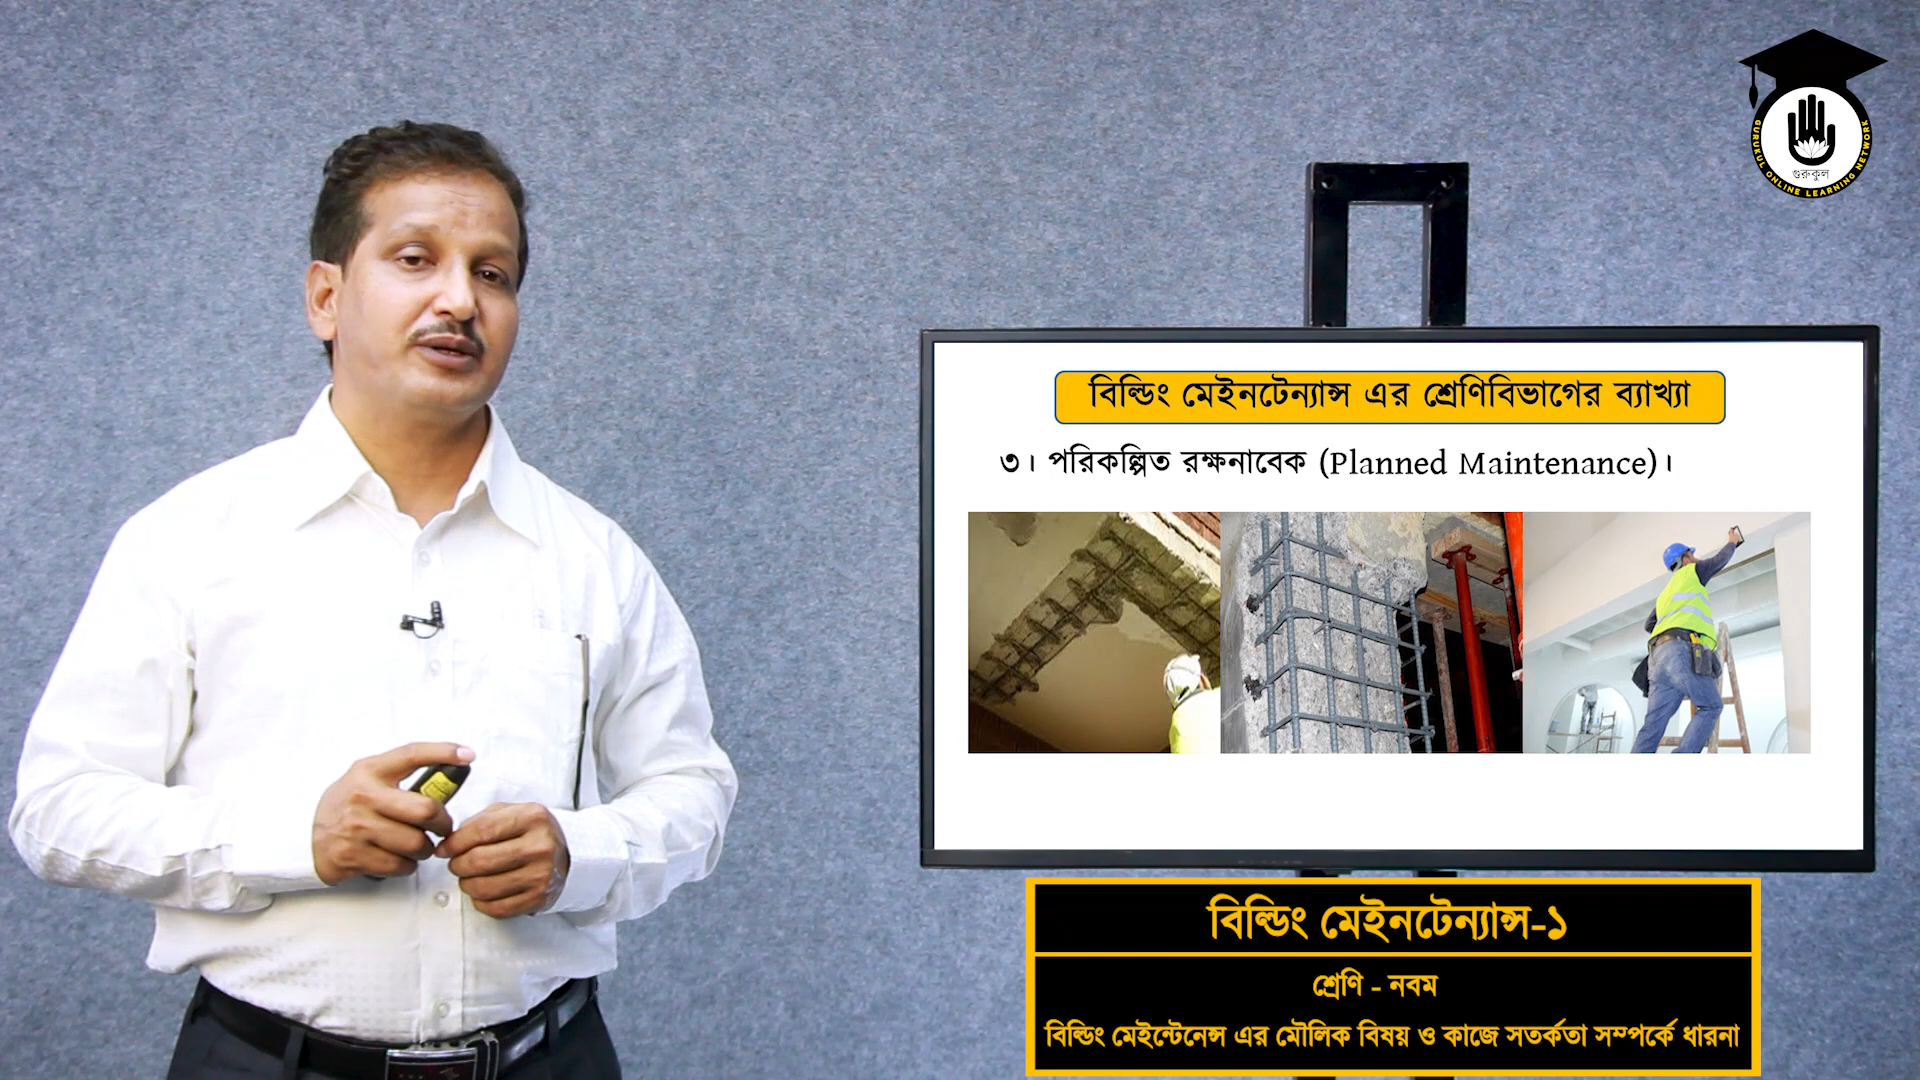 GURUKUL ONLINE LEARNING NETWORK
গুরুকুল
বিল্ডিং মেইনটেন্যান্স এর শ্রেণিবিভাগের ব্যাখ্যা
৩। পরিকল্পিত রক্ষনাবেক (Planned Maintenance)।
বিল্ডিং মেইনটেন্যান্স-১
শ্রেণি - নবম
বিল্ডিং মেইন্টেনেন্স এর মৌলিক বিষয় ও কাজে সতর্কতা সম্পর্কে ধারনা